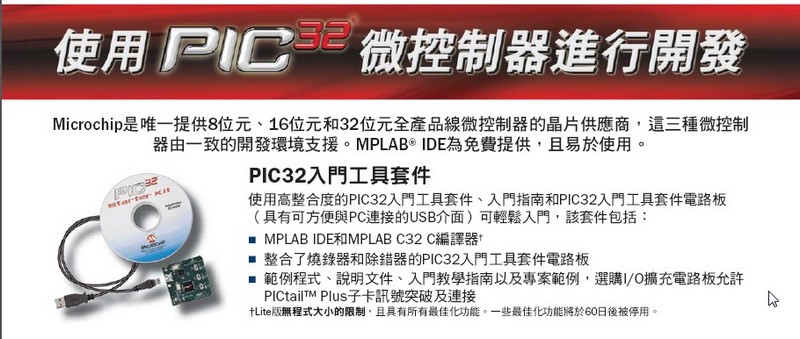 使用PIC32微控制器進行開發
Microchip是唯一提供8位元、16位元和32位元全產品線微控制器的晶片供應商，這三種微控制
器由一致的開發環境支援。MPLAB® IDE為免費提供，且易於使用。
PIC32入門工具套件
使用高整合度的PIC32入門工具套件、入門指南和PIC32入門工具套件電路板
（具有可方便與PC連接的USB介面）可輕鬆入門，該套件包括：
■ MPLAB IDE和MPLAB C32 C編譯器†
■ 整合了燒錄器和除錯器的PIC32入門工具套件電路板
■ 範例程式、說明文件、入門教學指南以及專案範例，選購I/O擴充電路板允許
PICtail™ Plus子卡訊號突破及連接
†Lite版無程式大小的限制，且具有所有最佳化功能。一些最佳化功能將於60日後被停用。
PIC32
Starter Kit
MICROCHIP